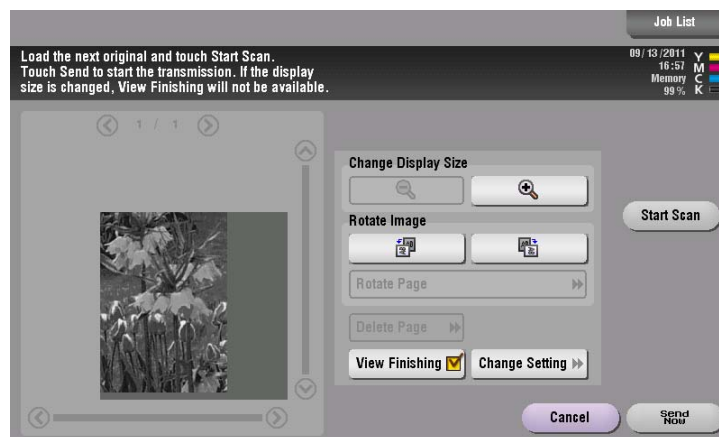 Job List
Load the next original and touch Start Scan.
Touch Send to start the transmission. If the display
size is changed, View Finishing will not be available.
09/13/2011
16:57
Memory
99%
Y
M
C
K
1 / 1
Change Display Size
Rotate Image
Rotate Page
Delete Page
View Finishing
Change Setting
Start Scan
Cancel
Send
Now